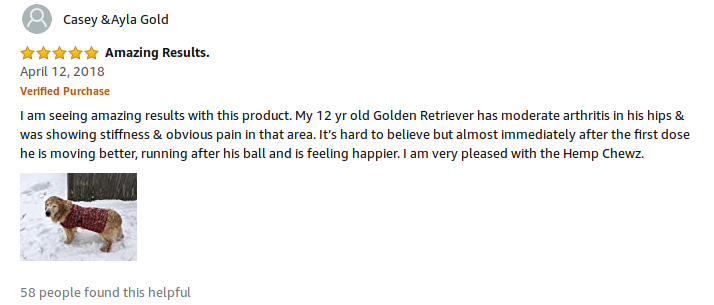 Casey &Ayla Gold
Amazing Results.
April 12, 2018
Verified Purchase
I am seeing amazing results with this product. My 12 yr old Golden Retriever has moderate arthritis in his hips &
was showing stiffness & obvious pain in that area. It's hard to believe but almost immediately after the first dose
he is moving better, running after his ball and is feeling happier. I am very pleased with the Hemp Chewz.
58 people found this helpful